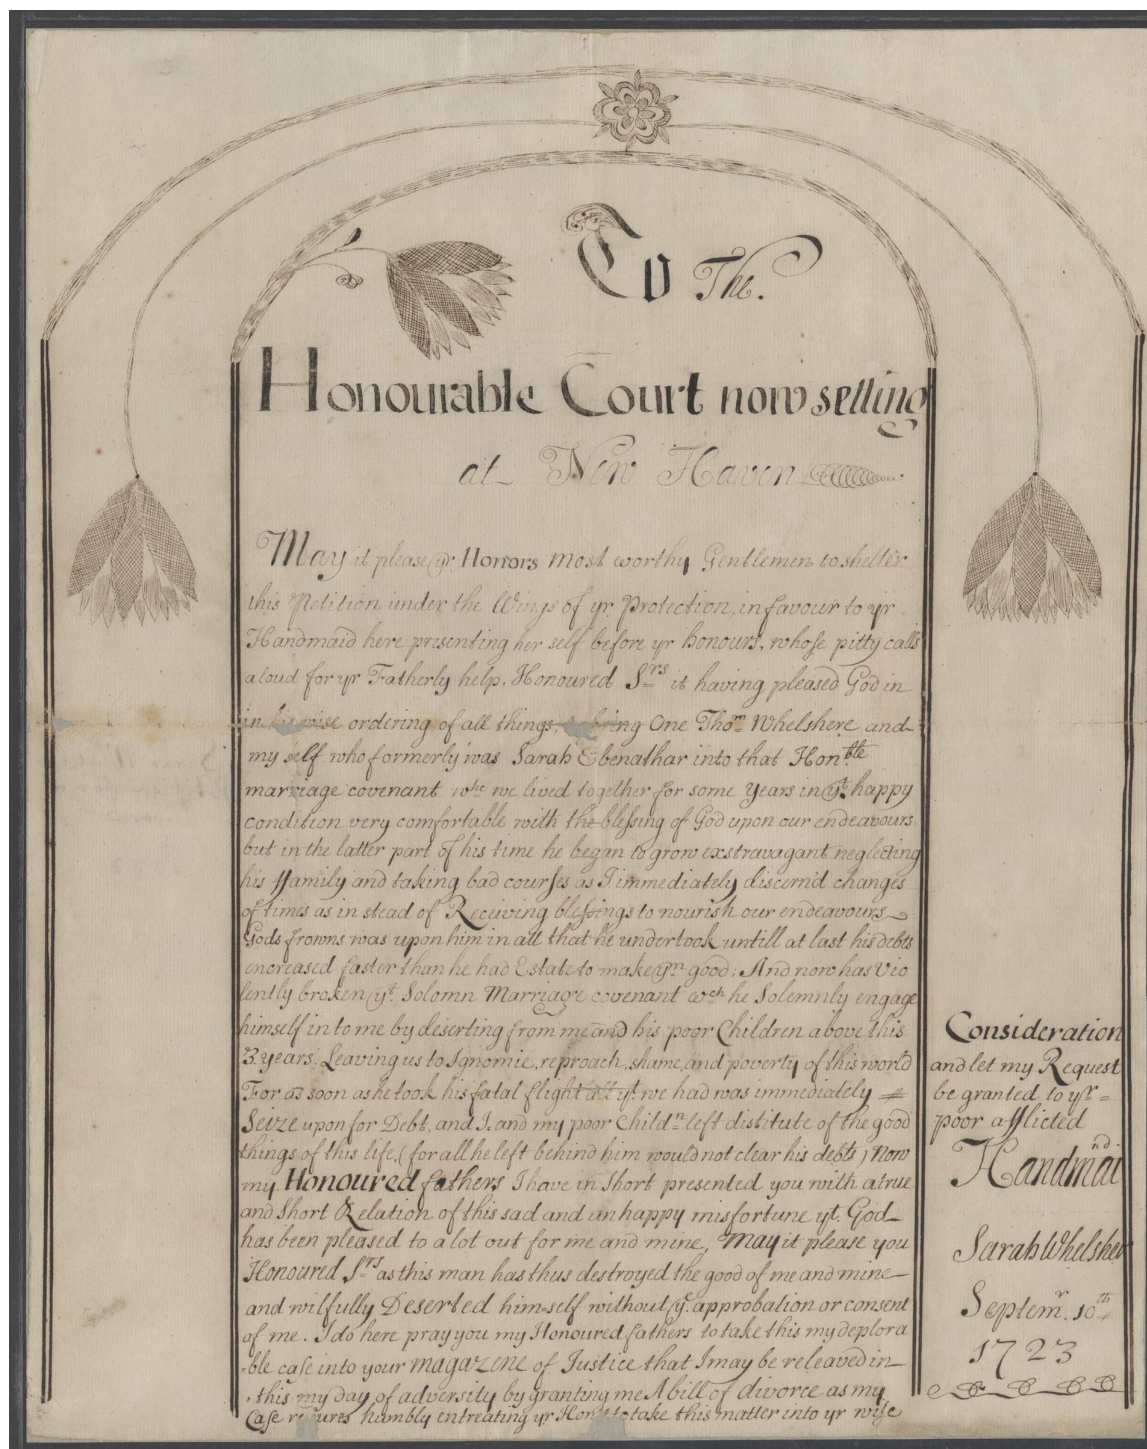 To The.
Honourable Court now setting
at New Haven
May it please yr Honors most worthy Gentlemen to shelter
this Petition under the Wings of yr Protection, in favour to yr
Handmaid here presenting her self before yr honours, whose pitty calls
aloud for yr Fatherly help, Honoured Srs it having pleased God in
in ordering of all things, to bring One Thom Whelshere and
my self who formerly was Sarah Ebenathar into that Honble
marriage covenant whc we lived together for some years in yt happy
condition very comfortable with the blessing of God upon our endeavours
but in the latter part of his time he began to grow exstravagant neglecting
his ffamily and taking bad courses as I immediately discernd changes
of times as in stead of Receiving blessings to nourish our endeavours
Gods frowns was upon him in all that he undertook untill at last his debts
encreased faster than he had Estate to make ym good; And now has vio
lently broken yt Solomn Marriage covenant wch he Solemnly engage
himself in to me by deserting from me and his poor Children above this
3 years. Leaving us to Ignomie, reproach, shame, and poverty of this world
For as soon as he took his fatal flight all yt we had was immediately
Seize upon for Debt, and I, and my poor Childn left distitute of the good
things of this life, (for all he left behind him would not clear his debts) Now
my Honoured fathers I have in short presented you with a true
and short Relation of this sad and unhappy misfortune yt. God
has been pleased to a lot out for me and mine, May it please you
Honoured Srs as this man has thus destroyed the good of me and mine
and wilfully Deserted him=self without ye. approbation or consent
of me. I do here pray you my Honoured fathers to take this my deplora
=ble case into your magazene of Justice that I may be releaved in
this my day of adversity by granting me A bill of divorce as my
Case requres humbly entreating yr Honrs to take this matter into yr wise
Consideration
and let my Request
be granted to yr =
poor afflicted
Handmaind
Sarah Whelsher
Septemr. 10th
1723